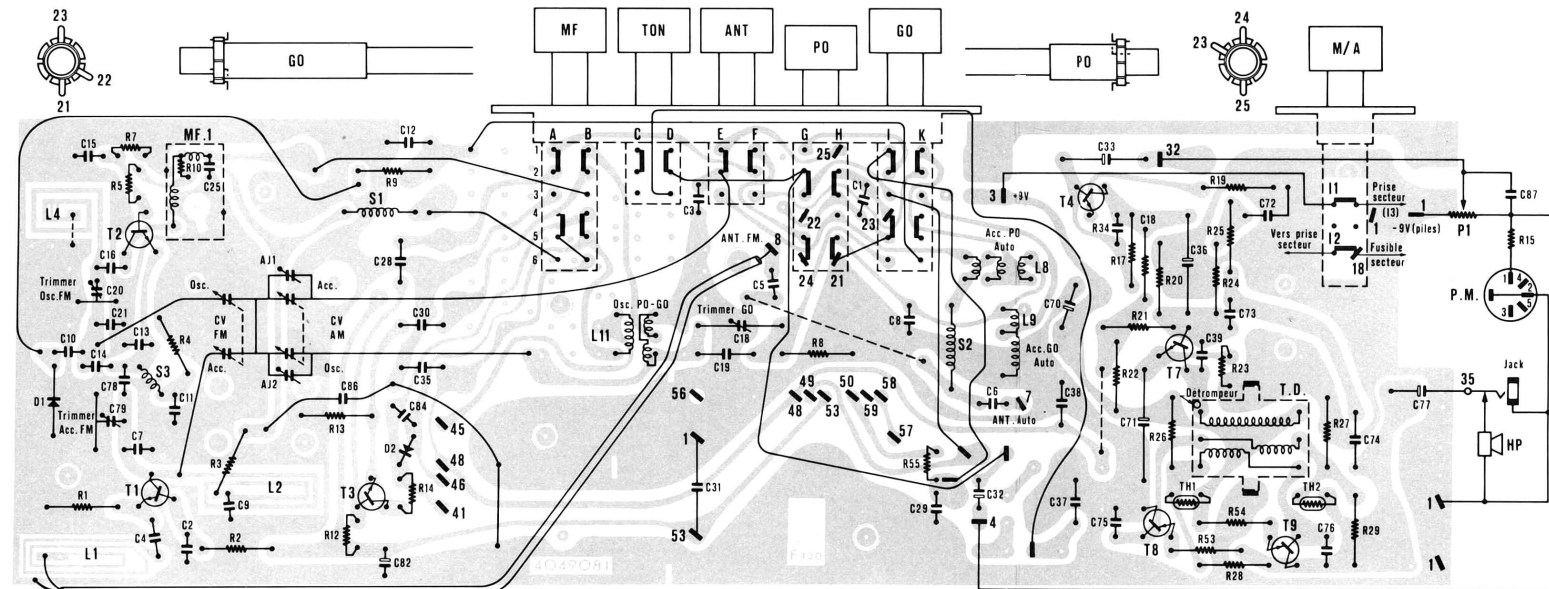 23
22
21
GO
MF
TON
ANT
PO
GO
PO
24
23
25
M/A
A B C D E F G H I K
2
3
4
5
6
25
22
24
21
23
C15
R7
R5
MF.1
R10
C25
C12
R9
S1
L4
T2
C16
Trimmer
Osc.FM
C20
C21
C28
AJ1
Osc.
Acc.
CV
FM
CV
AM
Acc.
Osc.
AJ2
C10
C14
C13
R4
C78
S3
C11
D1
Trimmer
Acc.FM
C79
C7
C30
C35
C86
R13
C84
D2
45
48
46
41
R1
T1
R3
L2
C9
C4
C2
R2
L1
T3
R14
R12
C82
4049081
C3
C1
ANT. FM.
8
C5
Osc. PO-GO
L11
Trimmer GO
C18
C19
R8
C8
S2
56
49
50
58
48
53
59
57
1
C31
53
F420
R55
C29
C32
4
3
+9V
Acc. PO
Auto
L8
L9
Acc.GO
Auto
C70
C6
7
ANT. Auto
C38
C37
C33
32
T4
R34
R17
C18
R20
C36
R19
C72
R25
R24
C73
R21
C39
T7
R23
R22
C71
Détrompeur
T.D.
R26
R27
C74
TH1
TH2
C75
T8
R54
R53
R28
T9
C76
R29
I1
I2
Prise
secteur
(I3)
1
1
-9V (piles)
Vers prise
secteur
18
Fusible
secteur
P1
C87
R15
P.M.
1
4
2
5
3
C77
35
Jack
HP
1
1